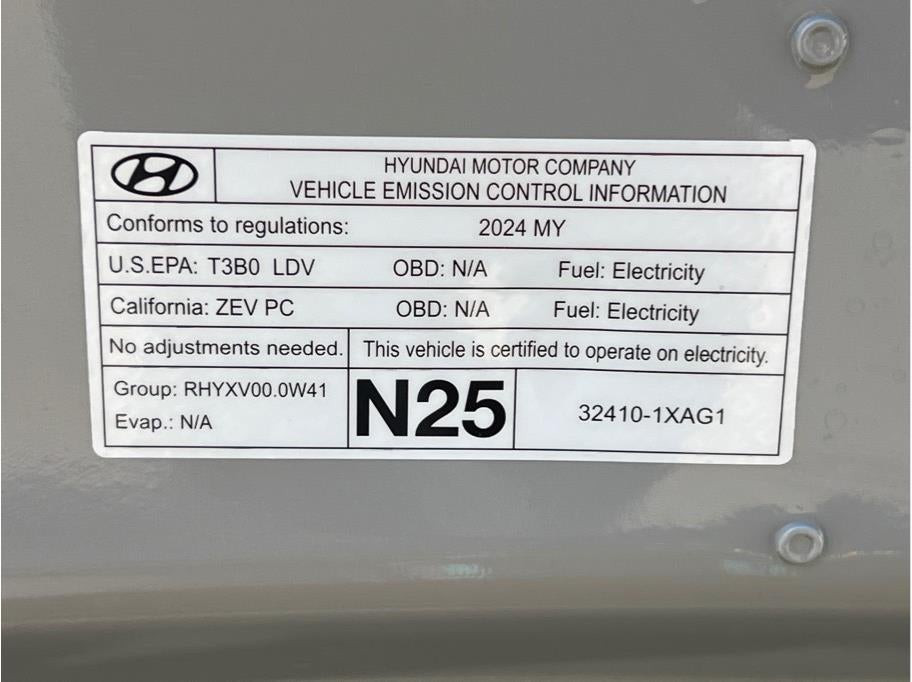 HYUNDAI MOTOR COMPANY
VEHICLE EMISSION CONTROL INFORMATION
Conforms to regulations: 2024 MY
U.S.EPA: T3B0 LDV OBD: N/A Fuel: Electricity
California: ZEV PC OBD: N/A Fuel: Electricity
No adjustments needed. This vehicle is certified to operate on electricity.
Group: RHYXV00.0W41
Evap.: N/A
N25
32410-1XAG1